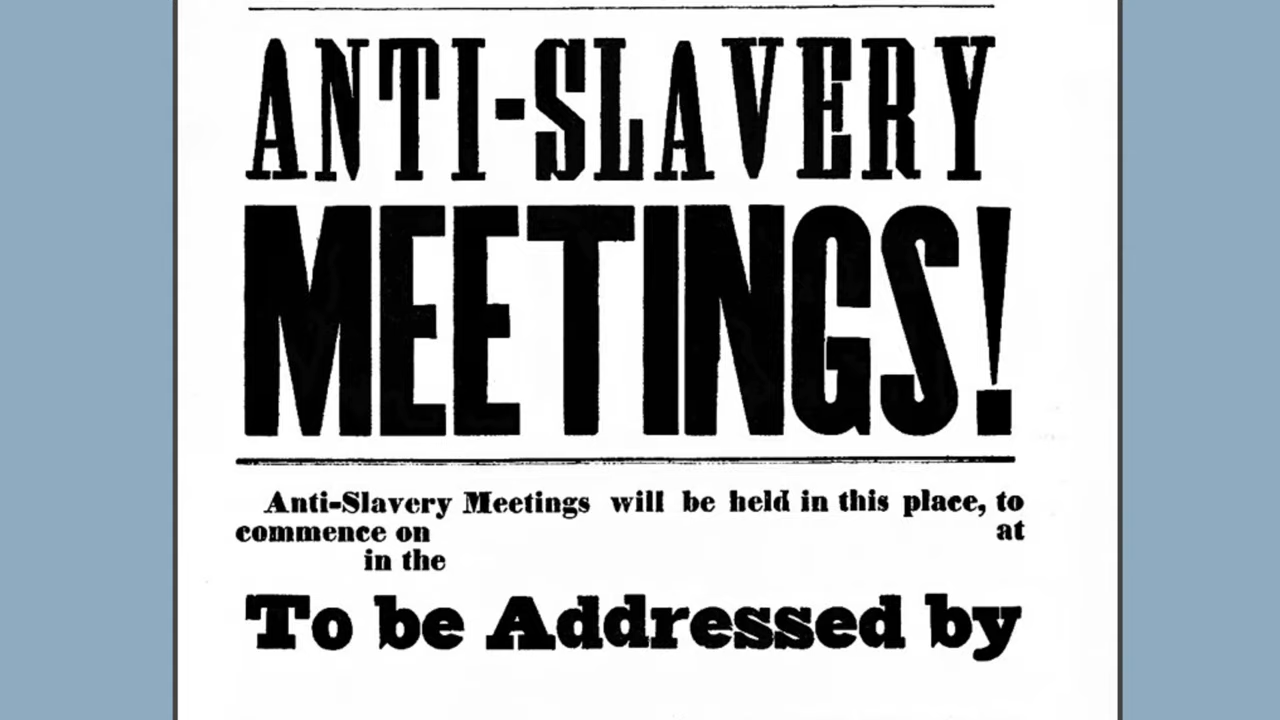 ANTI-SLAVERY
MEETINGS!
Anti-Slavery Meetings will be held in this place, to
commence on at
in the
To be Addressed by